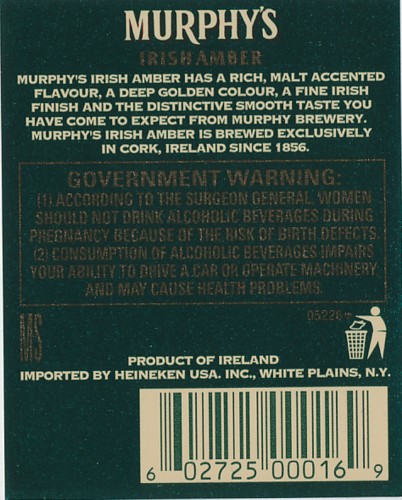 MURPHY'S
IRISH AMBER
MURPHY'S IRISH AMBER HAS A RICH, MALT ACCENTED
FLAVOUR, A DEEP GOLDEN COLOUR, A FINE IRISH
FINISH AND THE DISTINCTIVE SMOOTH TASTE YOU
HAVE COME TO EXPECT FROM MURPHY BREWERY.
MURPHY'S IRISH AMBER IS BREWED EXCLUSIVELY
IN CORK, IRELAND SINCE 1856.
GOVERNMENT WARNING:
(1) ACCORDING TO THE SURGEON GENERAL, WOMEN
SHOULD NOT DRINK ALCOHOLIC BEVERAGES DURING
PREGNANCY BECAUSE OF THE RISK OF BIRTH DEFECTS.
(2) CONSUMPTION OF ALCOHOLIC BEVERAGES IMPAIRS
YOUR ABILITY TO DRIVE A CAR OR OPERATE MACHINERY,
AND MAY CAUSE HEALTH PROBLEMS.
MS
05228
PRODUCT OF IRELAND
IMPORTED BY HEINEKEN USA. INC., WHITE PLAINS, N.Y.
6 02725 00016 9